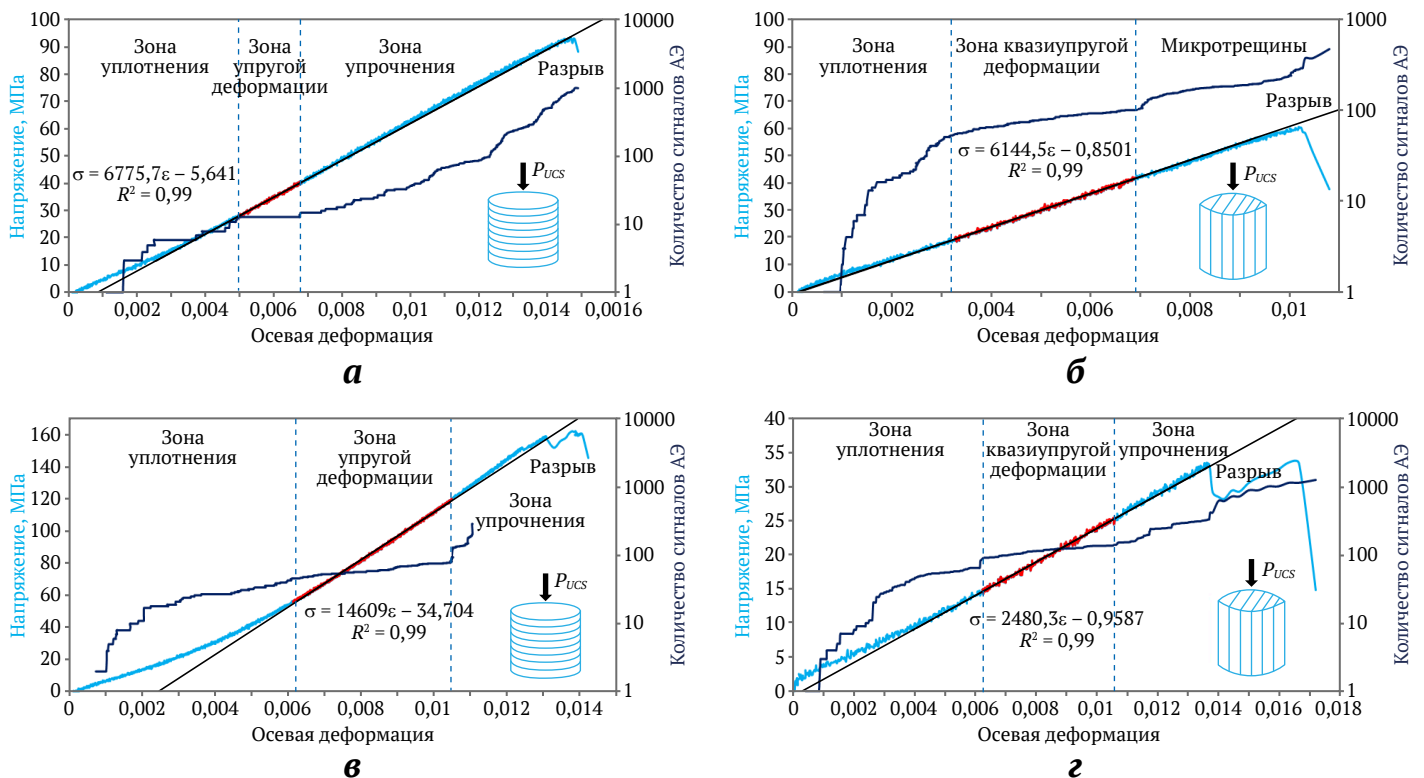 100
90
80
70
60
50
40
30
20
10
0
Напряжение, МПа
Зона
уплотнения
Зона
упругой
деформации
Зона
упрочнения
Разрыв
σ = 6775,7ε – 5,641
R² = 0,99
P_UCS
10000
1000
100
10
1
Количество сигналов АЭ
0
0,002
0,004
0,006
0,008
0,01
0,012
0,014
0,0016
Осевая деформация
а
100
90
80
70
60
50
40
30
20
10
0
Напряжение, МПа
Зона
уплотнения
Зона квазиупругой
деформации
Микротрещины
Разрыв
σ = 6144,5ε – 0,8501
R² = 0,99
P_UCS
1000
100
10
1
Количество сигналов АЭ
0
0,002
0,004
0,006
0,008
0,01
Осевая деформация
б
160
140
120
100
80
60
40
20
0
Напряжение, МПа
Зона
уплотнения
Зона
упругой
деформации
Разрыв
Зона
упрочнения
σ = 14609ε – 34,704
R² = 0,99
P_UCS
10000
1000
100
10
1
Количество сигналов АЭ
0
0,002
0,004
0,006
0,008
0,01
0,012
0,014
Осевая деформация
в
40
35
30
25
20
15
10
5
0
Напряжение, МПа
Зона
уплотнения
Зона
квазиупругой
деформации
Зона
упрочнения
Разрыв
σ = 2480,3ε – 0,9587
R² = 0,99
P_UCS
10000
1000
100
10
1
Количество сигналов АЭ
0
0,002
0,004
0,006
0,008
0,01
0,012
0,014
0,016
0,018
Осевая деформация
г